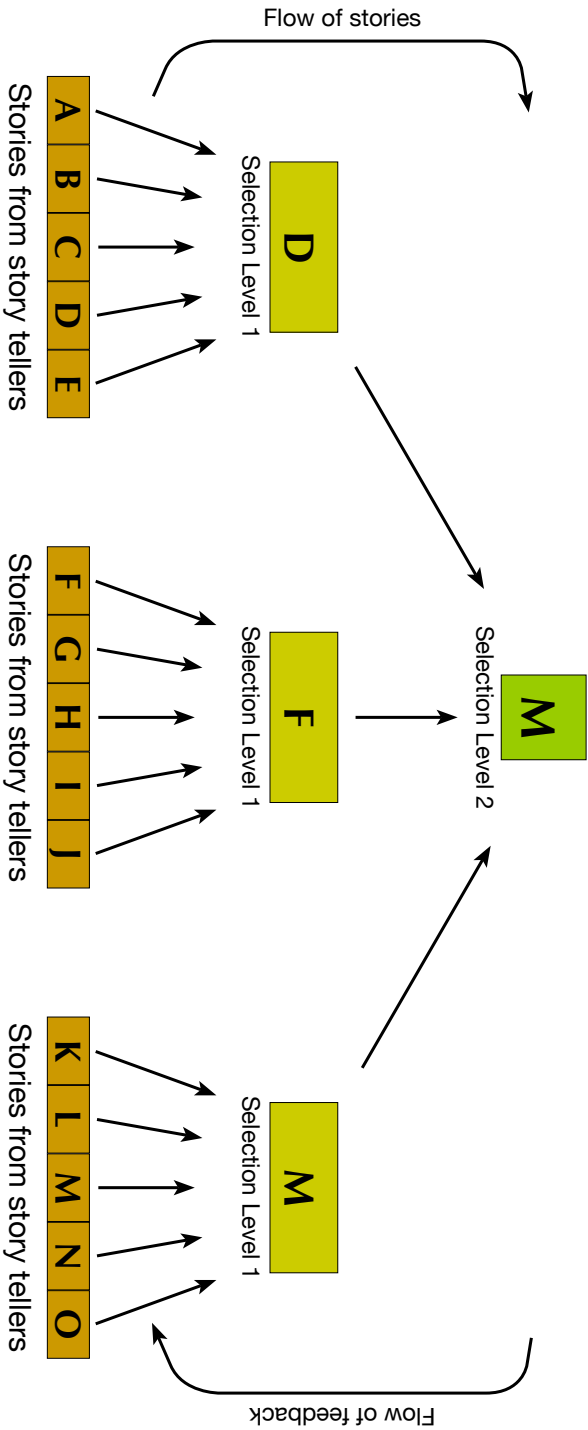 Flow of stories
M
Selection Level 2
D
Selection Level 1
F
Selection Level 1
M
Selection Level 1
A B C D E
Stories from story tellers
F G H I J
Stories from story tellers
K L M N O
Stories from story tellers
Flow of feedback